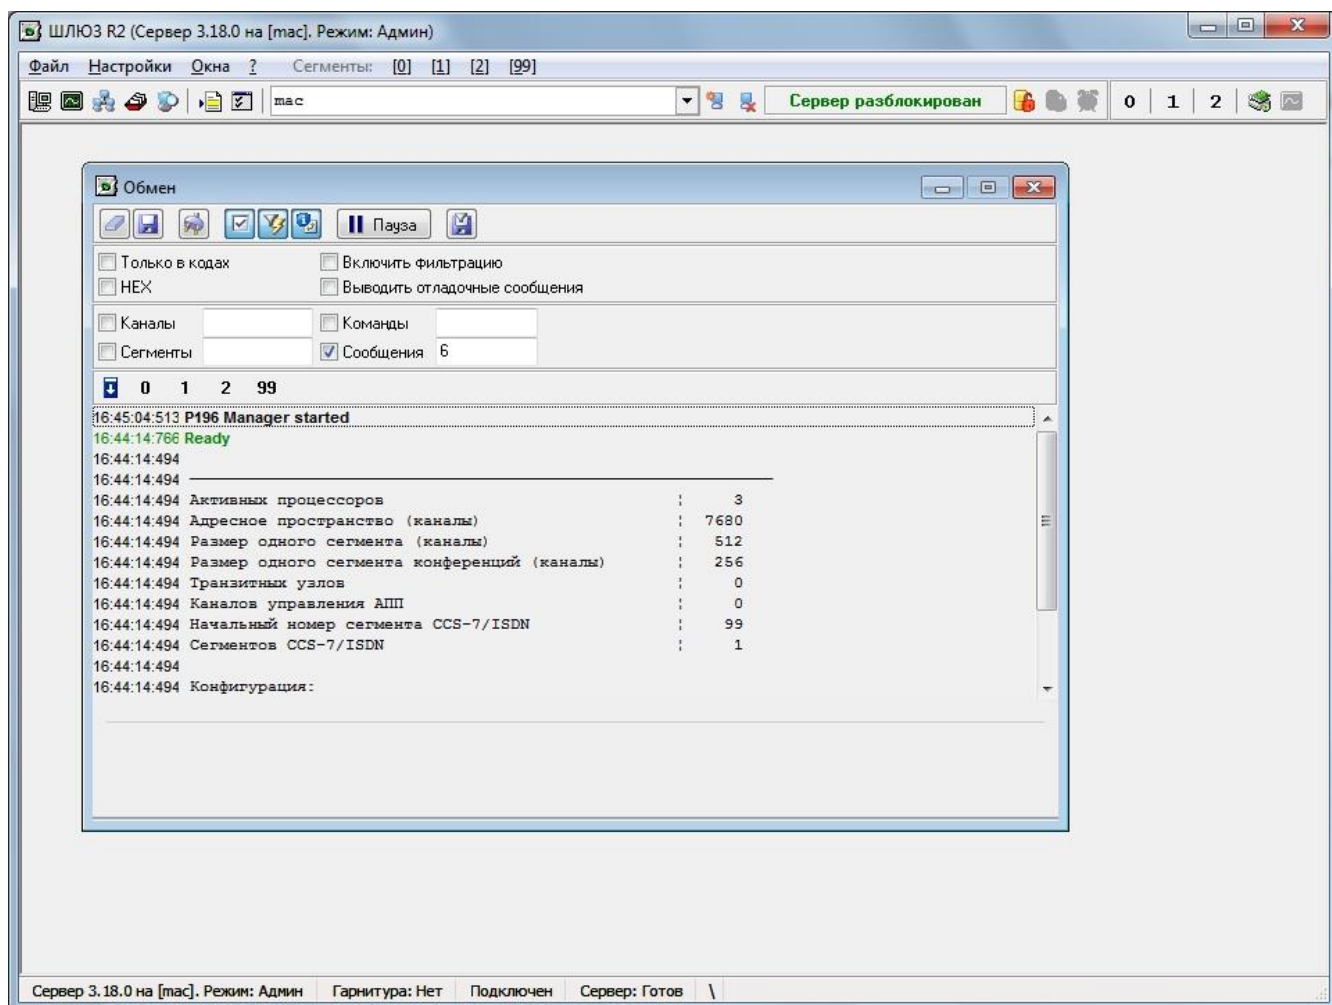 ШЛЮЗ R2 (Сервер 3.18.0 на [mac]. Режим: Админ)
Файл Настройки Окна ? Сегменты: [0] [1] [2] [99]
mac Сервер разблокирован 0 1 2
Обмен
Пауза
Только в кодах Включить фильтрацию
HEX Выводить отладочные сообщения
Каналы Команды
Сегменты Сообщения 6
0 1 2 99
16:45:04:513 P196 Manager started
16:44:14:766 Ready
16:44:14:494
16:44:14:494
16:44:14:494 Активных процессоров ¦ 3
16:44:14:494 Адресное пространство (каналы) ¦ 7680
16:44:14:494 Размер одного сегмента (каналы) ¦ 512
16:44:14:494 Размер одного сегмента конференций (каналы) ¦ 256
16:44:14:494 Транзитных узлов ¦ 0
16:44:14:494 Каналов управления АПП ¦ 0
16:44:14:494 Начальный номер сегмента CCS-7/ISDN ¦ 99
16:44:14:494 Сегментов CCS-7/ISDN ¦ 1
16:44:14:494
16:44:14:494 Конфигурация:
Сервер 3.18.0 на [mac]. Режим: Админ Гарнитура: Нет Подключен Сервер: Готов \